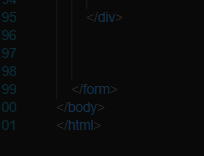 95 </div>
96
97
98
99 </form>
00 </body>
01 </html>